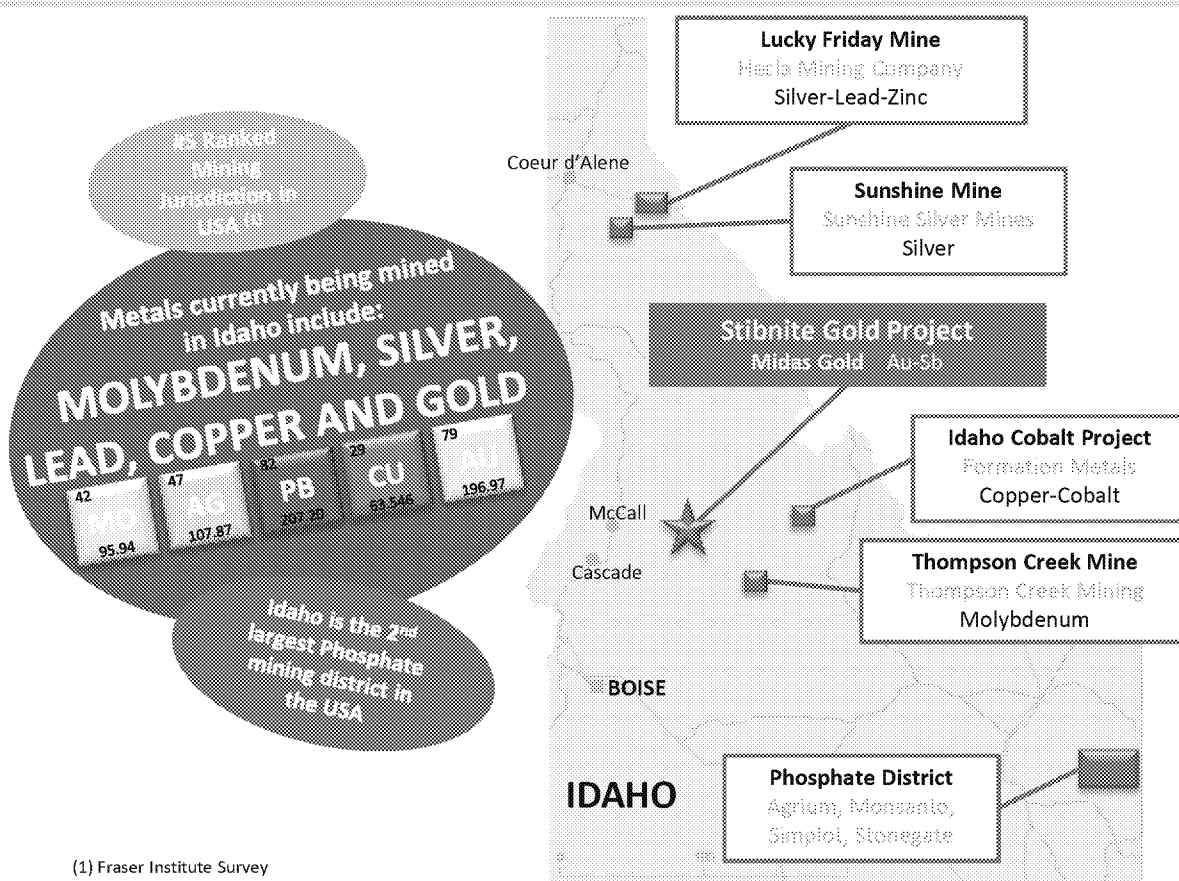 #5 Ranked
Mining
Jurisdiction in
USA (1)
Metals currently being mined
in Idaho include:
MOLYBDENUM, SILVER,
LEAD, COPPER AND GOLD
42
MO
95.94
47
AG
107.87
82
PB
207.20
29
CU
63.546
79
AU
196.97
Idaho is the 2nd
largest Phosphate
mining district in
the USA
(1) Fraser Institute Survey
Lucky Friday Mine
Hecla Mining Company
Silver-Lead-Zinc
Coeur d'Alene
Sunshine Mine
Sunshine Silver Mines
Silver
Stibnite Gold Project
Midas Gold Au-Sb
Idaho Cobalt Project
Formation Metals
Copper-Cobalt
McCall
Cascade
Thompson Creek Mine
Thompson Creek Mining
Molybdenum
BOISE
IDAHO
Phosphate District
Agrium, Monsanto,
Simplot, Stonegate
0